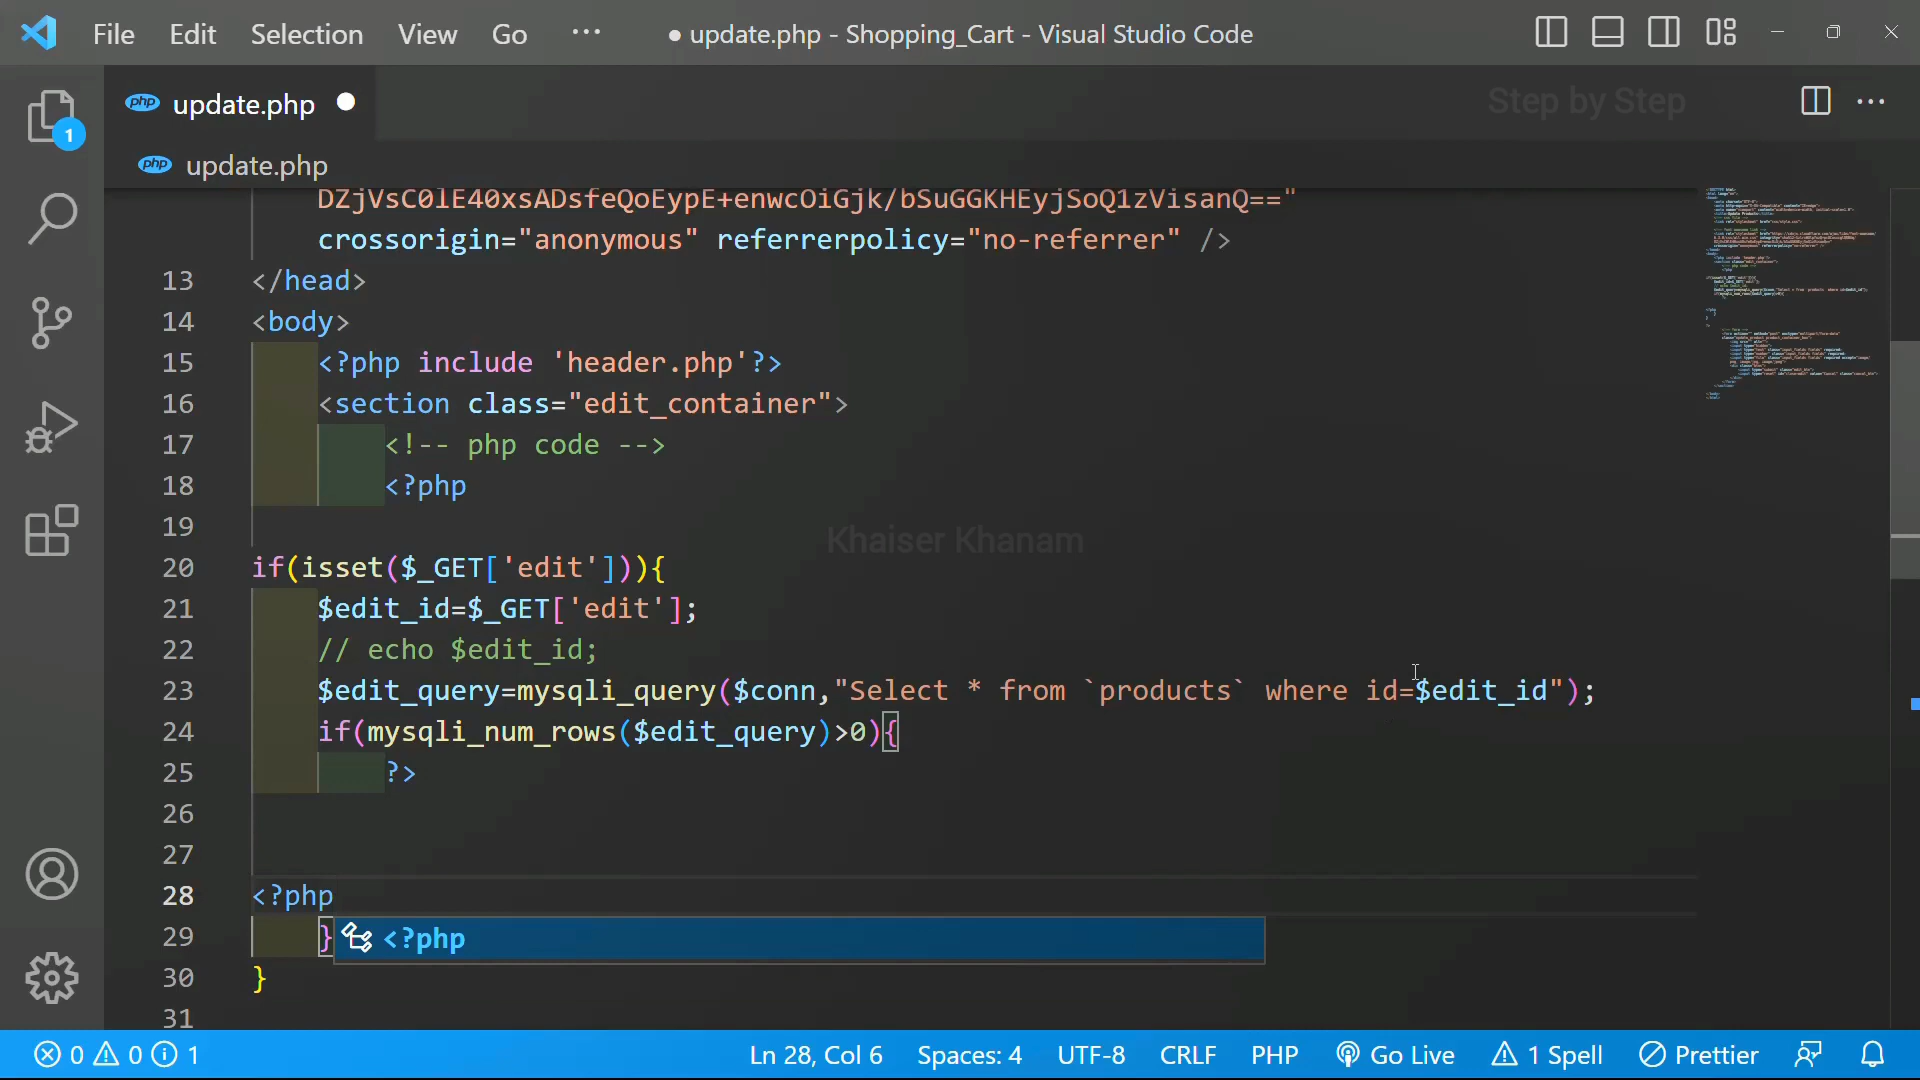 File Edit Selection View Go ··· ● update.php - Shopping_Cart - Visual Studio Code
php update.php ●
Step by Step
1
php update.php
DZjVsC0lE40xsADsfeQoEypE+enwcOiGjk/bSuGGKHEyjSoQ1zVisanQ=="
crossorigin="anonymous" referrerpolicy="no-referrer" />
13 </head>
14 <body>
15 <?php include 'header.php'?>
16 <section class="edit_container">
17 <!-- php code -->
18 <?php
19
Khaiser Khanam
20 if(isset($_GET['edit'])){
21 $edit_id=$_GET['edit'];
22 // echo $edit_id;
23 $edit_query=mysqli_query($conn,"Select * from `products` where id=$edit_id");
24 if(mysqli_num_rows($edit_query)>0){
25 ?>
26
27
28 <?php
29 } <?php
30 }
31
0 0 1 Ln 28, Col 6 Spaces: 4 UTF-8 CRLF PHP Go Live 1 Spell Prettier